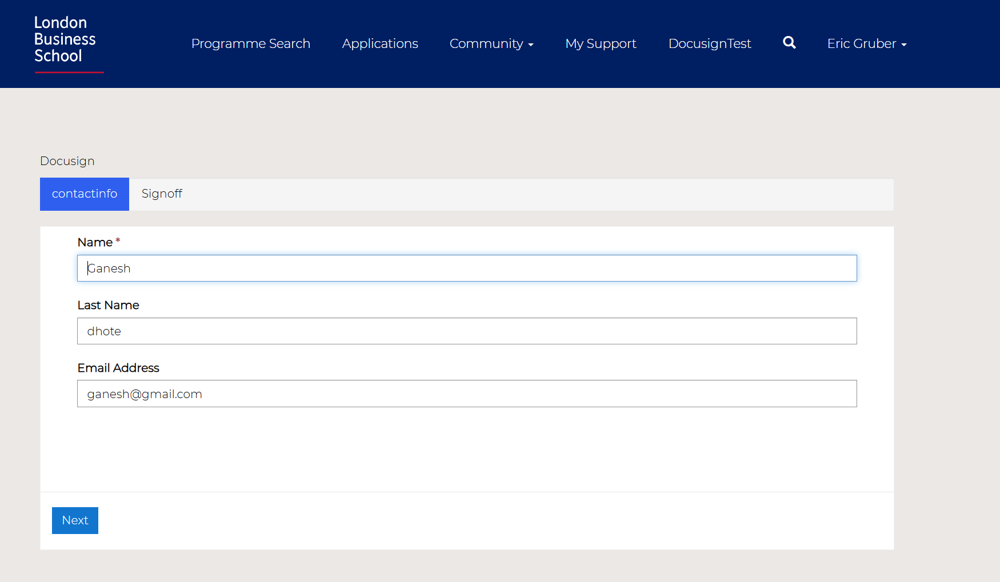 London
Business
School
Programme Search Applications Community My Support DocusignTest Eric Gruber
Docusign
contactinfo Signoff
Name *
Ganesh
Last Name
dhote
Email Address
ganesh@gmail.com
Next